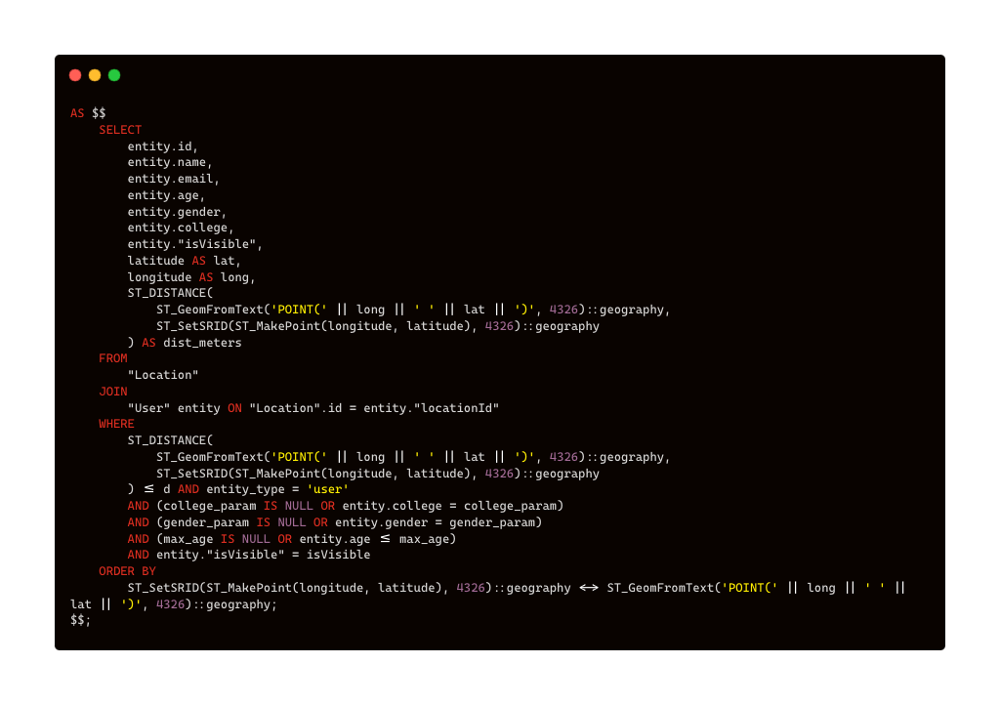 AS $$
    SELECT
        entity.id,
        entity.name,
        entity.email,
        entity.age,
        entity.gender,
        entity.college,
        entity."isVisible",
        latitude AS lat,
        longitude AS long,
        ST_DISTANCE(
            ST_GeomFromText('POINT(' || long || ' ' || lat || ')', 4326)::geography,
            ST_SetSRID(ST_MakePoint(longitude, latitude), 4326)::geography
        ) AS dist_meters
    FROM
        "Location"
    JOIN
        "User" entity ON "Location".id = entity."locationId"
    WHERE
        ST_DISTANCE(
            ST_GeomFromText('POINT(' || long || ' ' || lat || ')', 4326)::geography,
            ST_SetSRID(ST_MakePoint(longitude, latitude), 4326)::geography
        ) <= d AND entity_type = 'user'
        AND (college_param IS NULL OR entity.college = college_param)
        AND (gender_param IS NULL OR entity.gender = gender_param)
        AND (max_age IS NULL OR entity.age <= max_age)
        AND entity."isVisible" = isVisible
    ORDER BY
        ST_SetSRID(ST_MakePoint(longitude, latitude), 4326)::geography <-> ST_GeomFromText('POINT(' || long || ' ' ||
lat || ')', 4326)::geography;
$$;